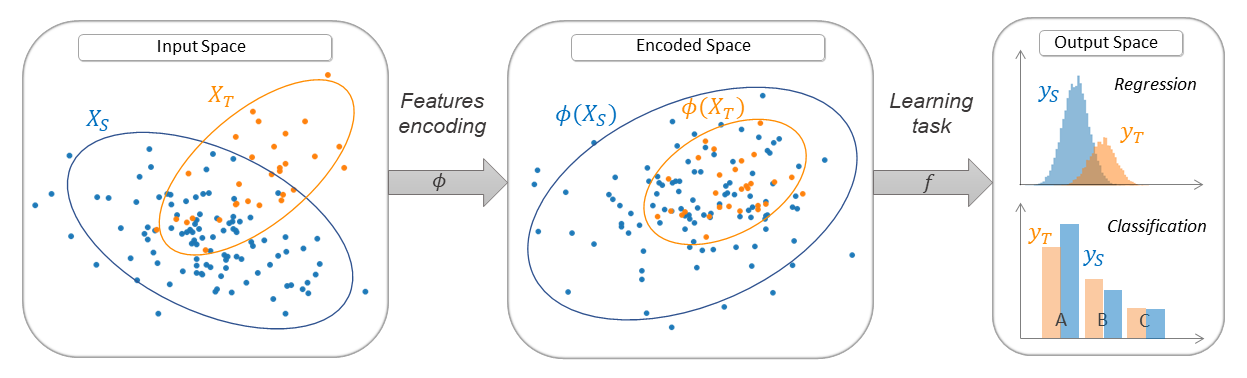 Input Space
X_T
X_S
Features
encoding
ϕ
Encoded Space
ϕ(X_S)
ϕ(X_T)
Learning
task
f
Output Space
Regression
y_S
y_T
Classification
y_T
y_S
A B C